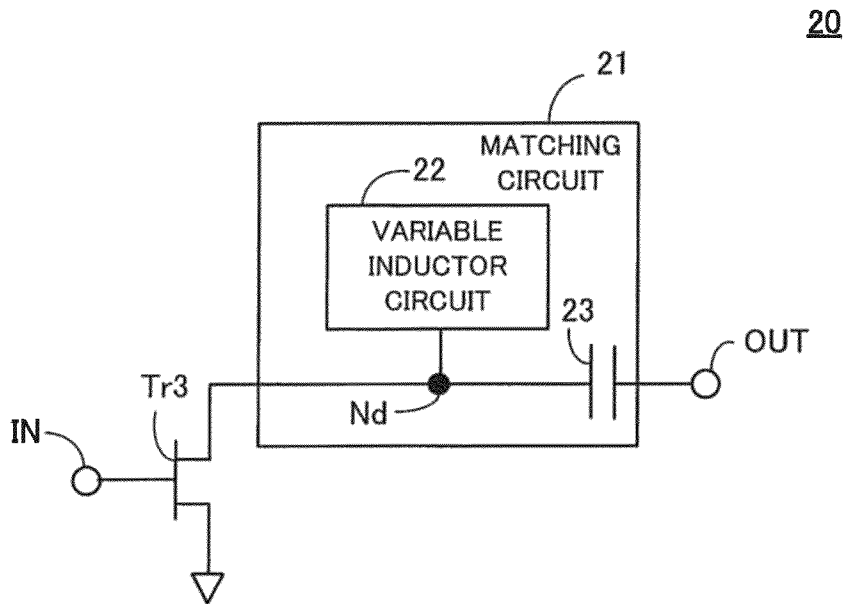 20
21
MATCHING
CIRCUIT
22
VARIABLE
INDUCTOR
CIRCUIT
23
OUT
Tr3
Nd
IN